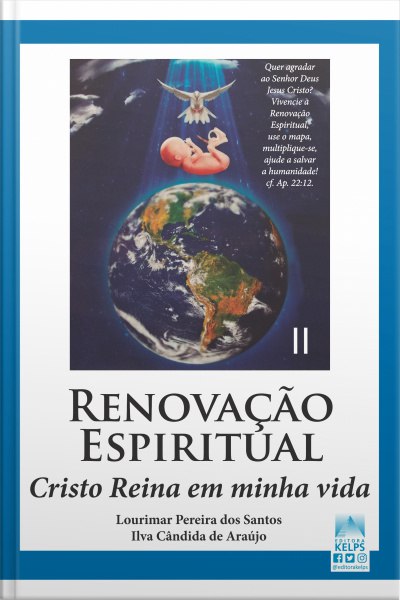 Quer agradar
ao Senhor Deus
Jesus Cristo?
Vivencie a
Renovação
Espiritual,
use o mapa,
multiplique-se,
ajude a salvar
a humanidade!
cf. Ap. 22:12.
II
RENOVAÇÃO
ESPIRITUAL
Cristo Reina em minha vida
Lourimar Pereira dos Santos
Ilva Cândida de Araújo
EDITORA
KELPS
@editorakelps